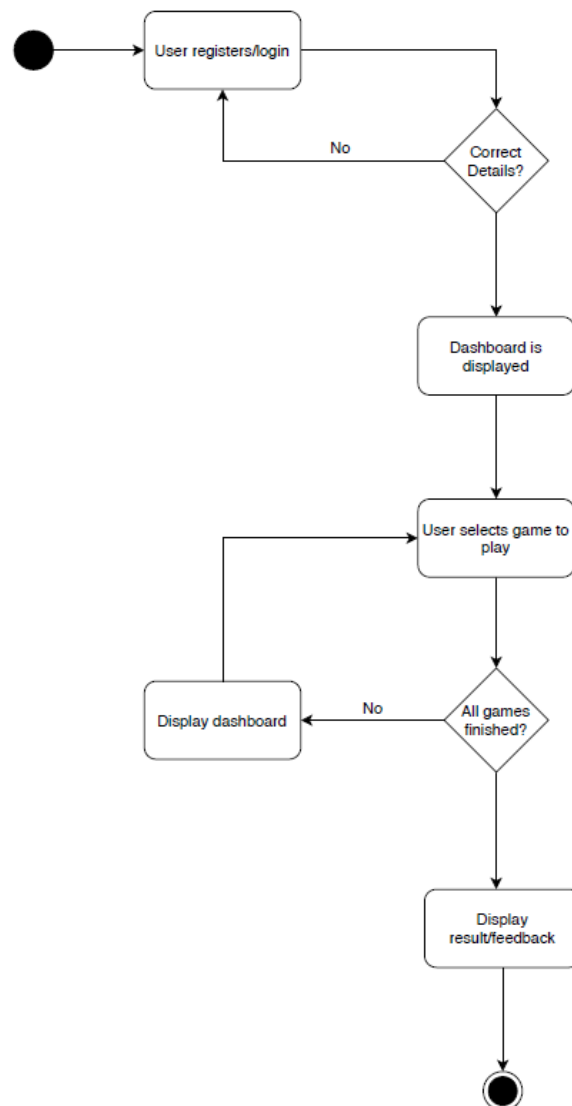 User registers/login
No
Correct
Details?
Dashboard is
displayed
User selects game to
play
Display dashboard
No
All games
finished?
Display
result/feedback